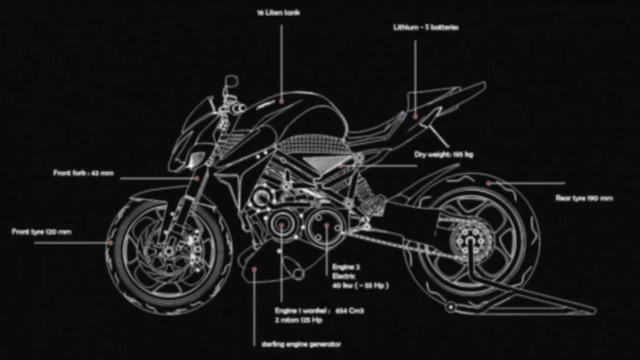 16 Liters tank
Lithium - 3 batteries
Dry weight: 195 kg
Front fork : 43 mm
Rear tyre 190 mm
Front tyre 120 mm
Engine 2
Electric
40 kw ( ~ 55 Hp )
Engine 1 wankel : 654 Cm3
2 rotors 125 Hp
sterling engine generator